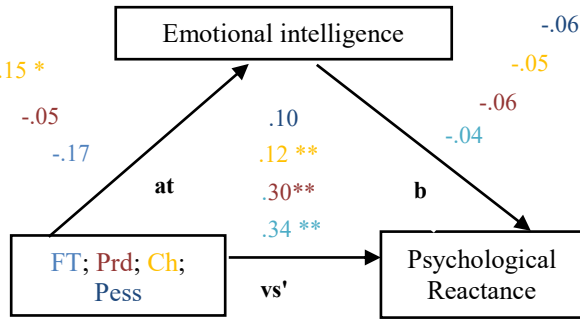 Emotional intelligence
-.06
.15 *
-.05
-.05
-.06
-.17
-.04
.10
.12 **
.30**
.34 **
at
b
FT; Prd; Ch;
Pess
vs'
Psychological
Reactance